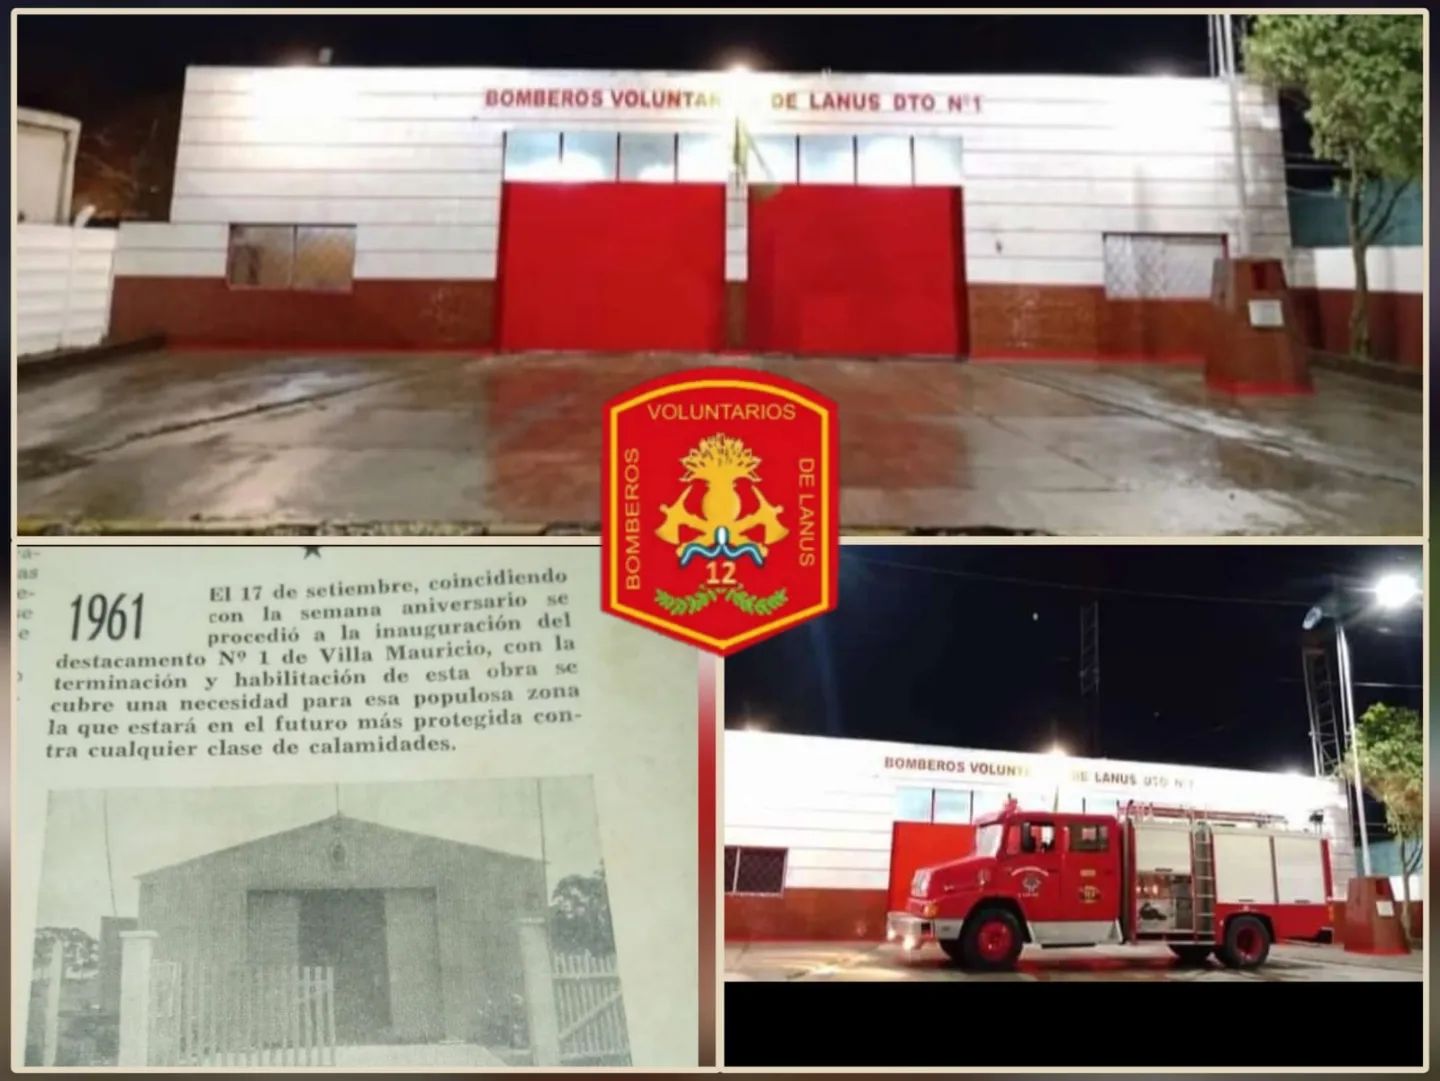 BOMBEROS VOLUNTAR DE LANUS DTO Nº1
VOLUNTARIOS
BOMBEROS
DE LANUS
12
1961
El 17 de setiembre, coincidiendo
con la semana aniversario se
procedió a la inauguración del
destacamento Nº 1 de Villa Mauricio, con la
terminación y habilitación de esta obra se
cubre una necesidad para esa populosa zona
la que estará en el futuro más protegida con-
tra cualquier clase de calamidades.
BOMBEROS VOLUNT DE LANUS DTO Nº1